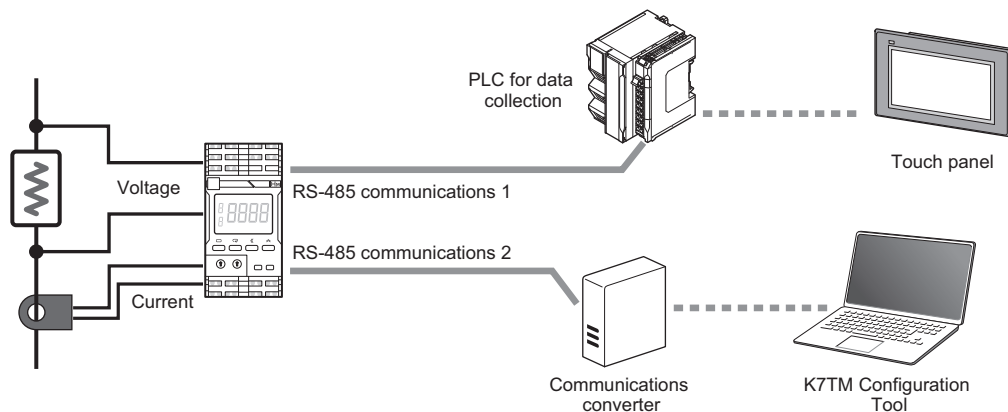 PLC for data
collection
Touch panel
Voltage
RS-485 communications 1
RS-485 communications 2
Current
Communications
converter
K7TM Configuration
Tool